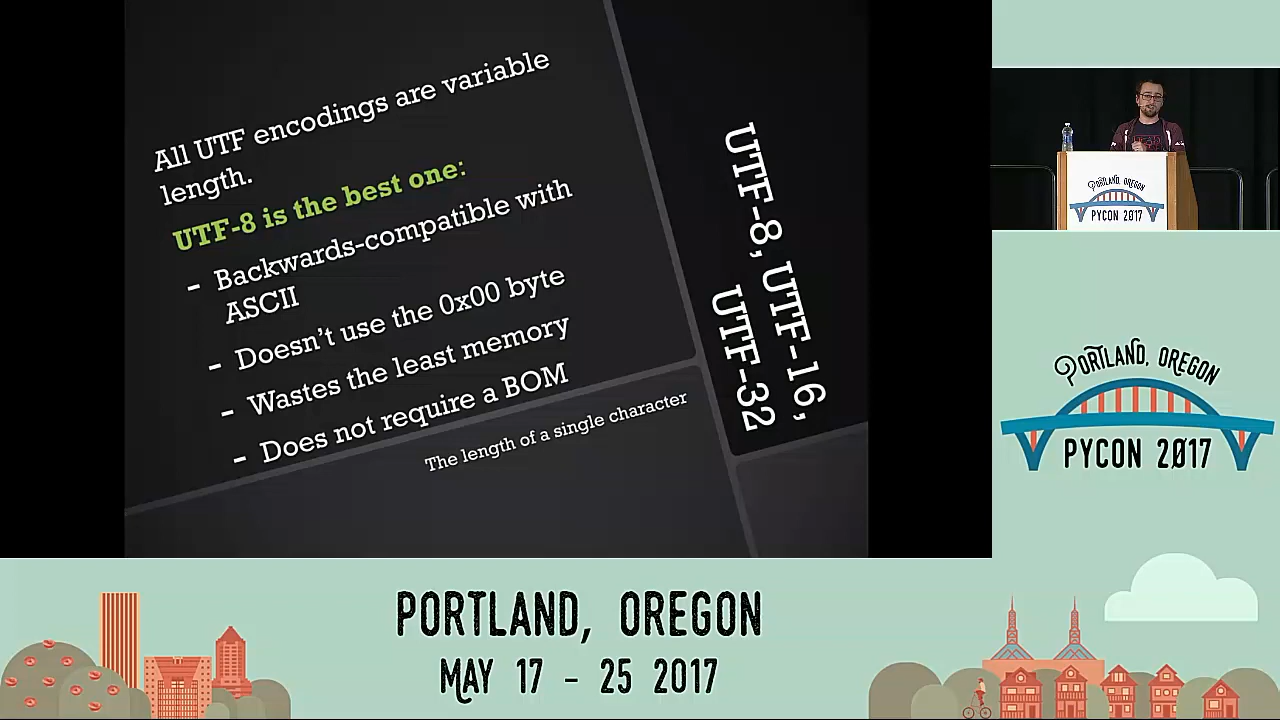 All UTF encodings are variable
length.
UTF-8 is the best one:
- Backwards-compatible with
ASCII
- Doesn't use the 0x00 byte
- Wastes the least memory
- Does not require a BOM
The length of a single character
UTF-8, UTF-16,
UTF-32
PORTLAND, OREGON
PYCON 2017
PORTLAND, OREGON
PYCON 2017
PORTLAND, OREGON
MAY 17 - 25 2017